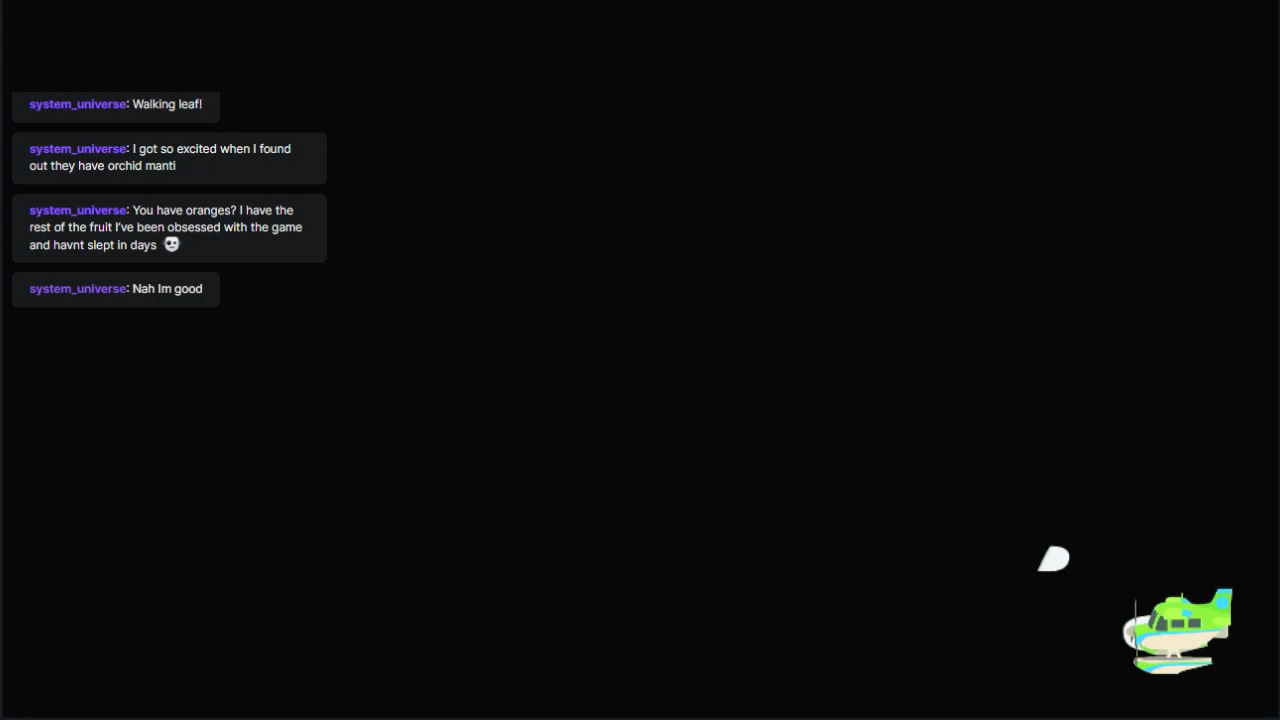 system_universe: Walking leaf!
system_universe: I got so excited when I found
out they have orchid manti
system_universe: You have oranges? I have the
rest of the fruit I've been obsessed with the game
and havnt slept in days 💀
system_universe: Nah Im good